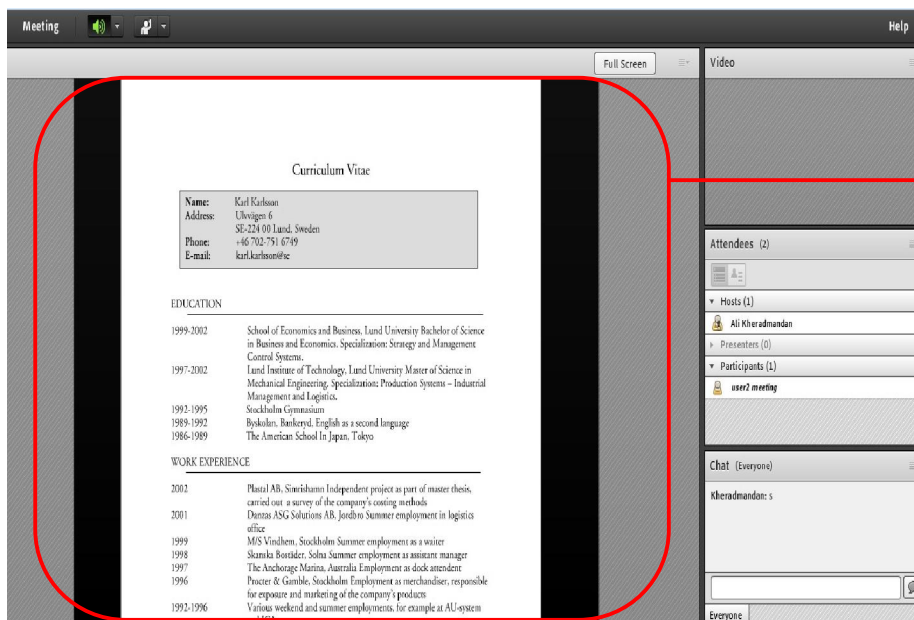 Meeting
Help
Full Screen
Video
Curriculum Vitae
Name: Karl Karlsson
Address: Ulvvägen 6
SE-224 00 Lund, Sweden
Phone: +46 702-751 6749
E-mail: karl.karlsson@se
EDUCATION
1999-2002 School of Economics and Business, Lund University Bachelor of Science
in Business and Economics. Specialization: Strategy and Management
Control Systems.
1997-2002 Lund Institute of Technology, Lund University Master of Science in
Mechanical Engineering. Specialization: Production Systems – Industrial
Management and Logistics.
1992-1995 Stockholm Gymnasium
1989-1992 Byskolan, Bankeryd. English as a second language
1986-1989 The American School In Japan, Tokyo
WORK EXPERIENCE
2002 Plastal AB, Simrishamn Independent project as part of master thesis,
carried out a survey of the company's costing methods
2001 Danzas ASG Solutions AB, Jordbro Summer employment in logistics
office
1999 M/S Vindhem, Stockholm Summer employment as a waiter
1998 Skanska Bostäder, Solna Summer employment as assistant manager
1997 The Anchorage Marina, Australia Employment as dock attendent
1996 Procter & Gamble, Stockholm Employment as merchandiser, responsible
for exposure and marketing of the company's products
1992-1996 Various weekend and summer employments, for example at AU-system
Attendees (2)
Hosts (1)
Ali Kheradmandan
Presenters (0)
Participants (1)
user2 meeting
Chat (Everyone)
Kheradmandan: s
Everyone